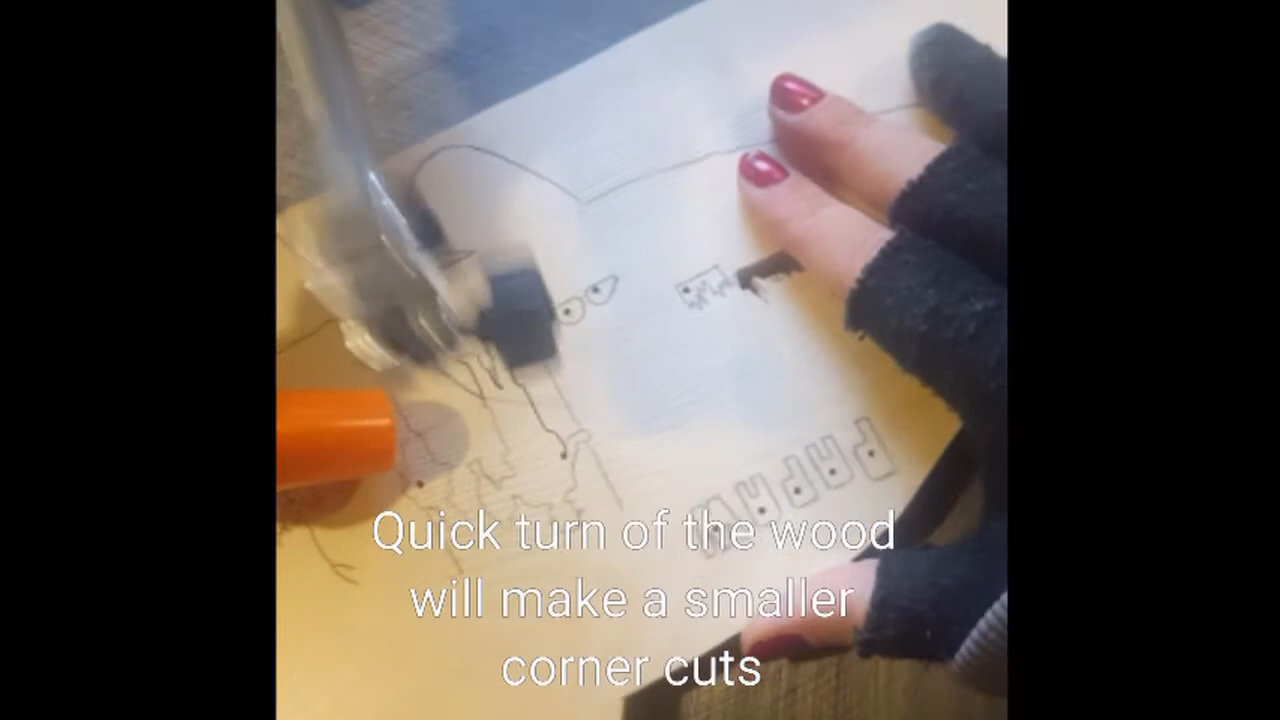 Quick turn of the wood
will make a smaller
corner cuts